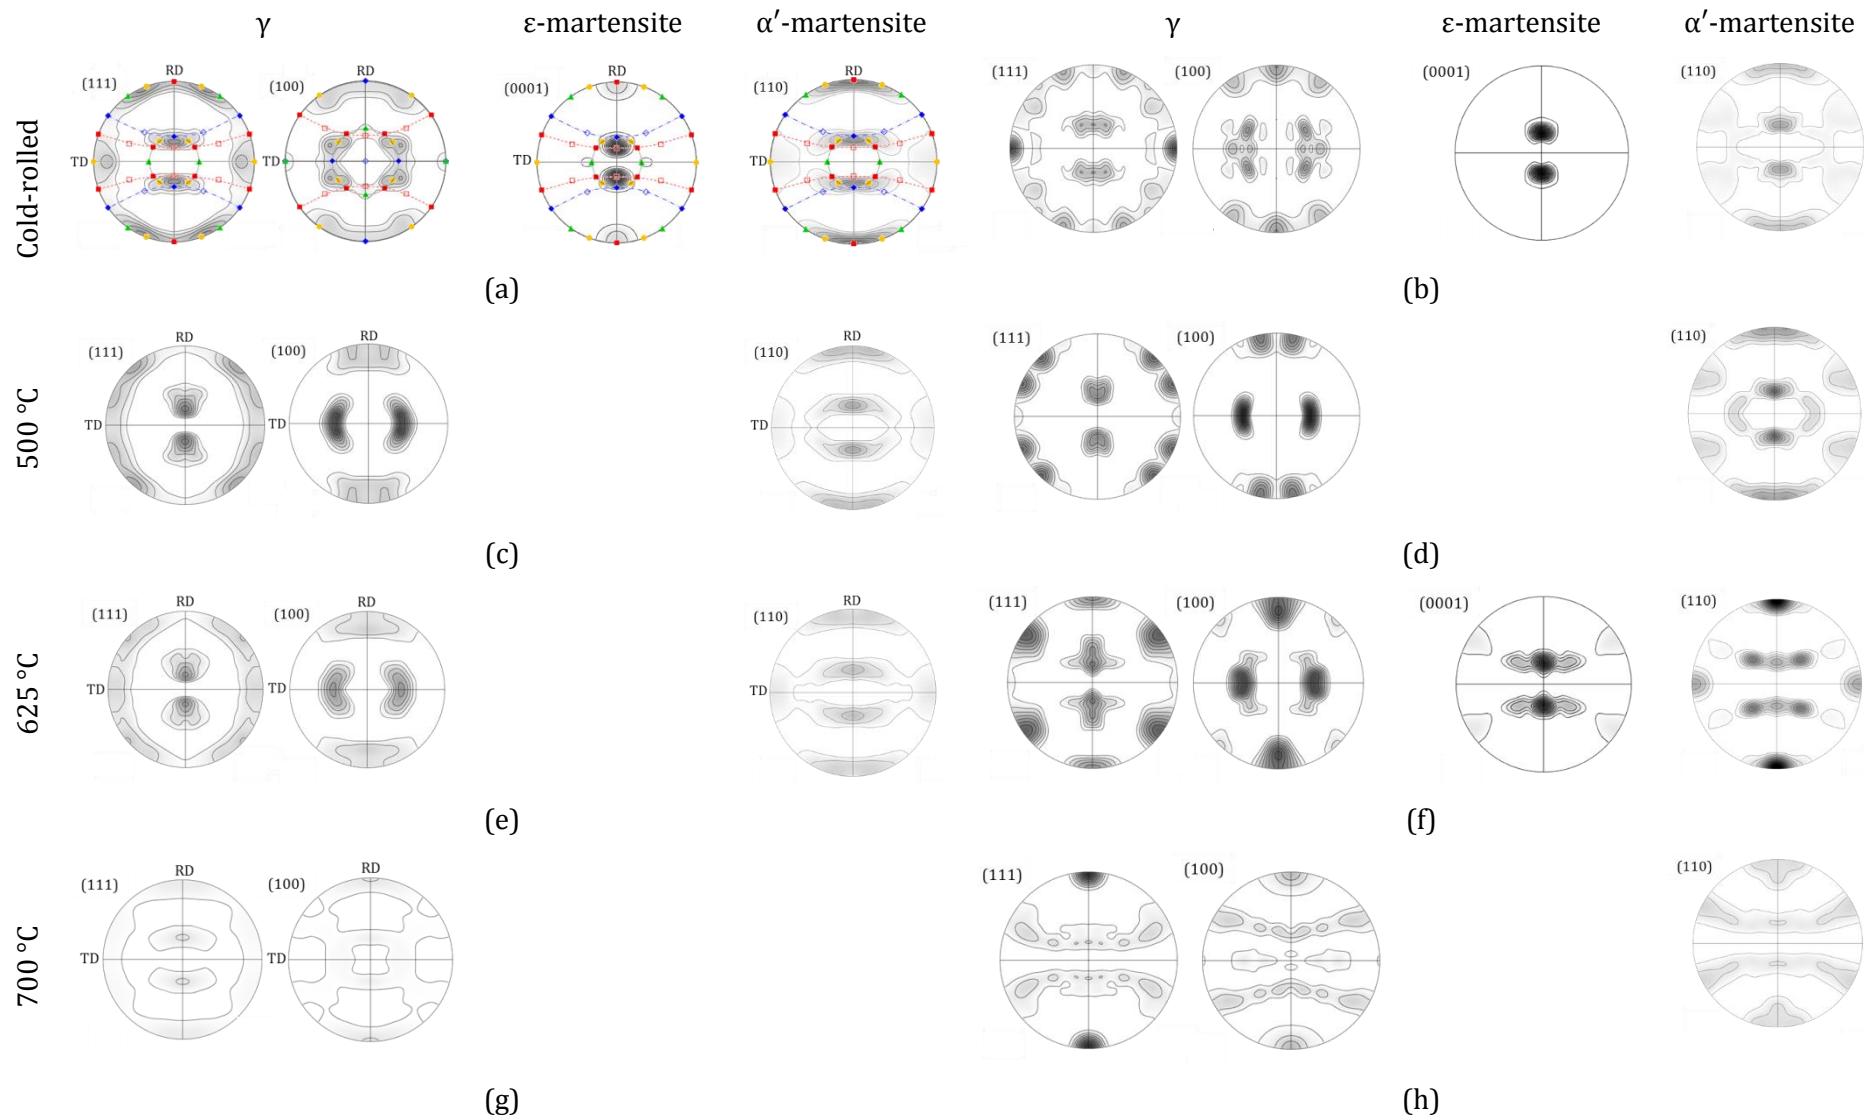 γ ε-martensite α′-martensite γ ε-martensite α′-martensite
Cold-rolled
(111) RD TD
(100) RD TD
(0001) RD TD
(110) RD TD
(111)
(100)
(0001)
(110)
(a) (b)
500 °C
(111) RD TD
(100) RD TD
(110) RD TD
(111)
(100)
(110)
(c) (d)
625 °C
(111) RD TD
(100) RD TD
(110) RD TD
(111)
(100)
(0001)
(110)
(e) (f)
700 °C
(111) RD TD
(100) RD TD
(111)
(100)
(110)
(g) (h)